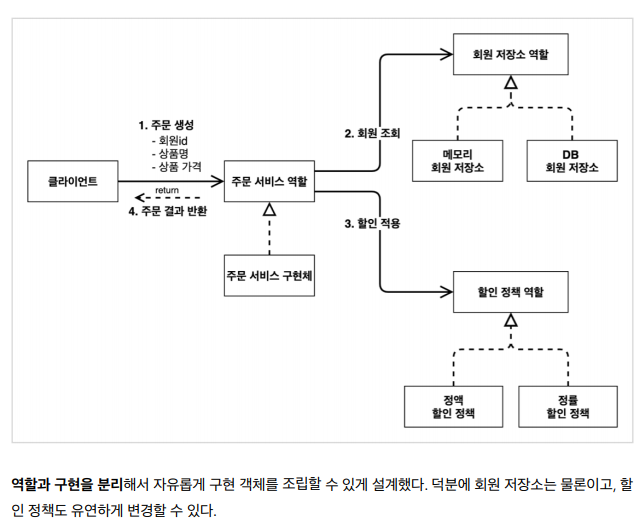 회원 저장소 역할
1. 주문 생성
- 회원id
- 상품명
- 상품 가격
2. 회원 조회
메모리
회원 저장소
DB
회원 저장소
클라이언트
return
4. 주문 결과 반환
주문 서비스 역할
3. 할인 적용
주문 서비스 구현체
할인 정책 역할
정액
할인 정책
정률
할인 정책
역할과 구현을 분리해서 자유롭게 구현 객체를 조립할 수 있게 설계했다. 덕분에 회원 저장소는 물론이고, 할
인 정책도 유연하게 변경할 수 있다.